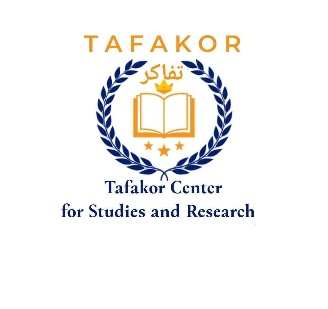 TAFAKOR
تفاكر
Tafakor Center
for Studies and Research